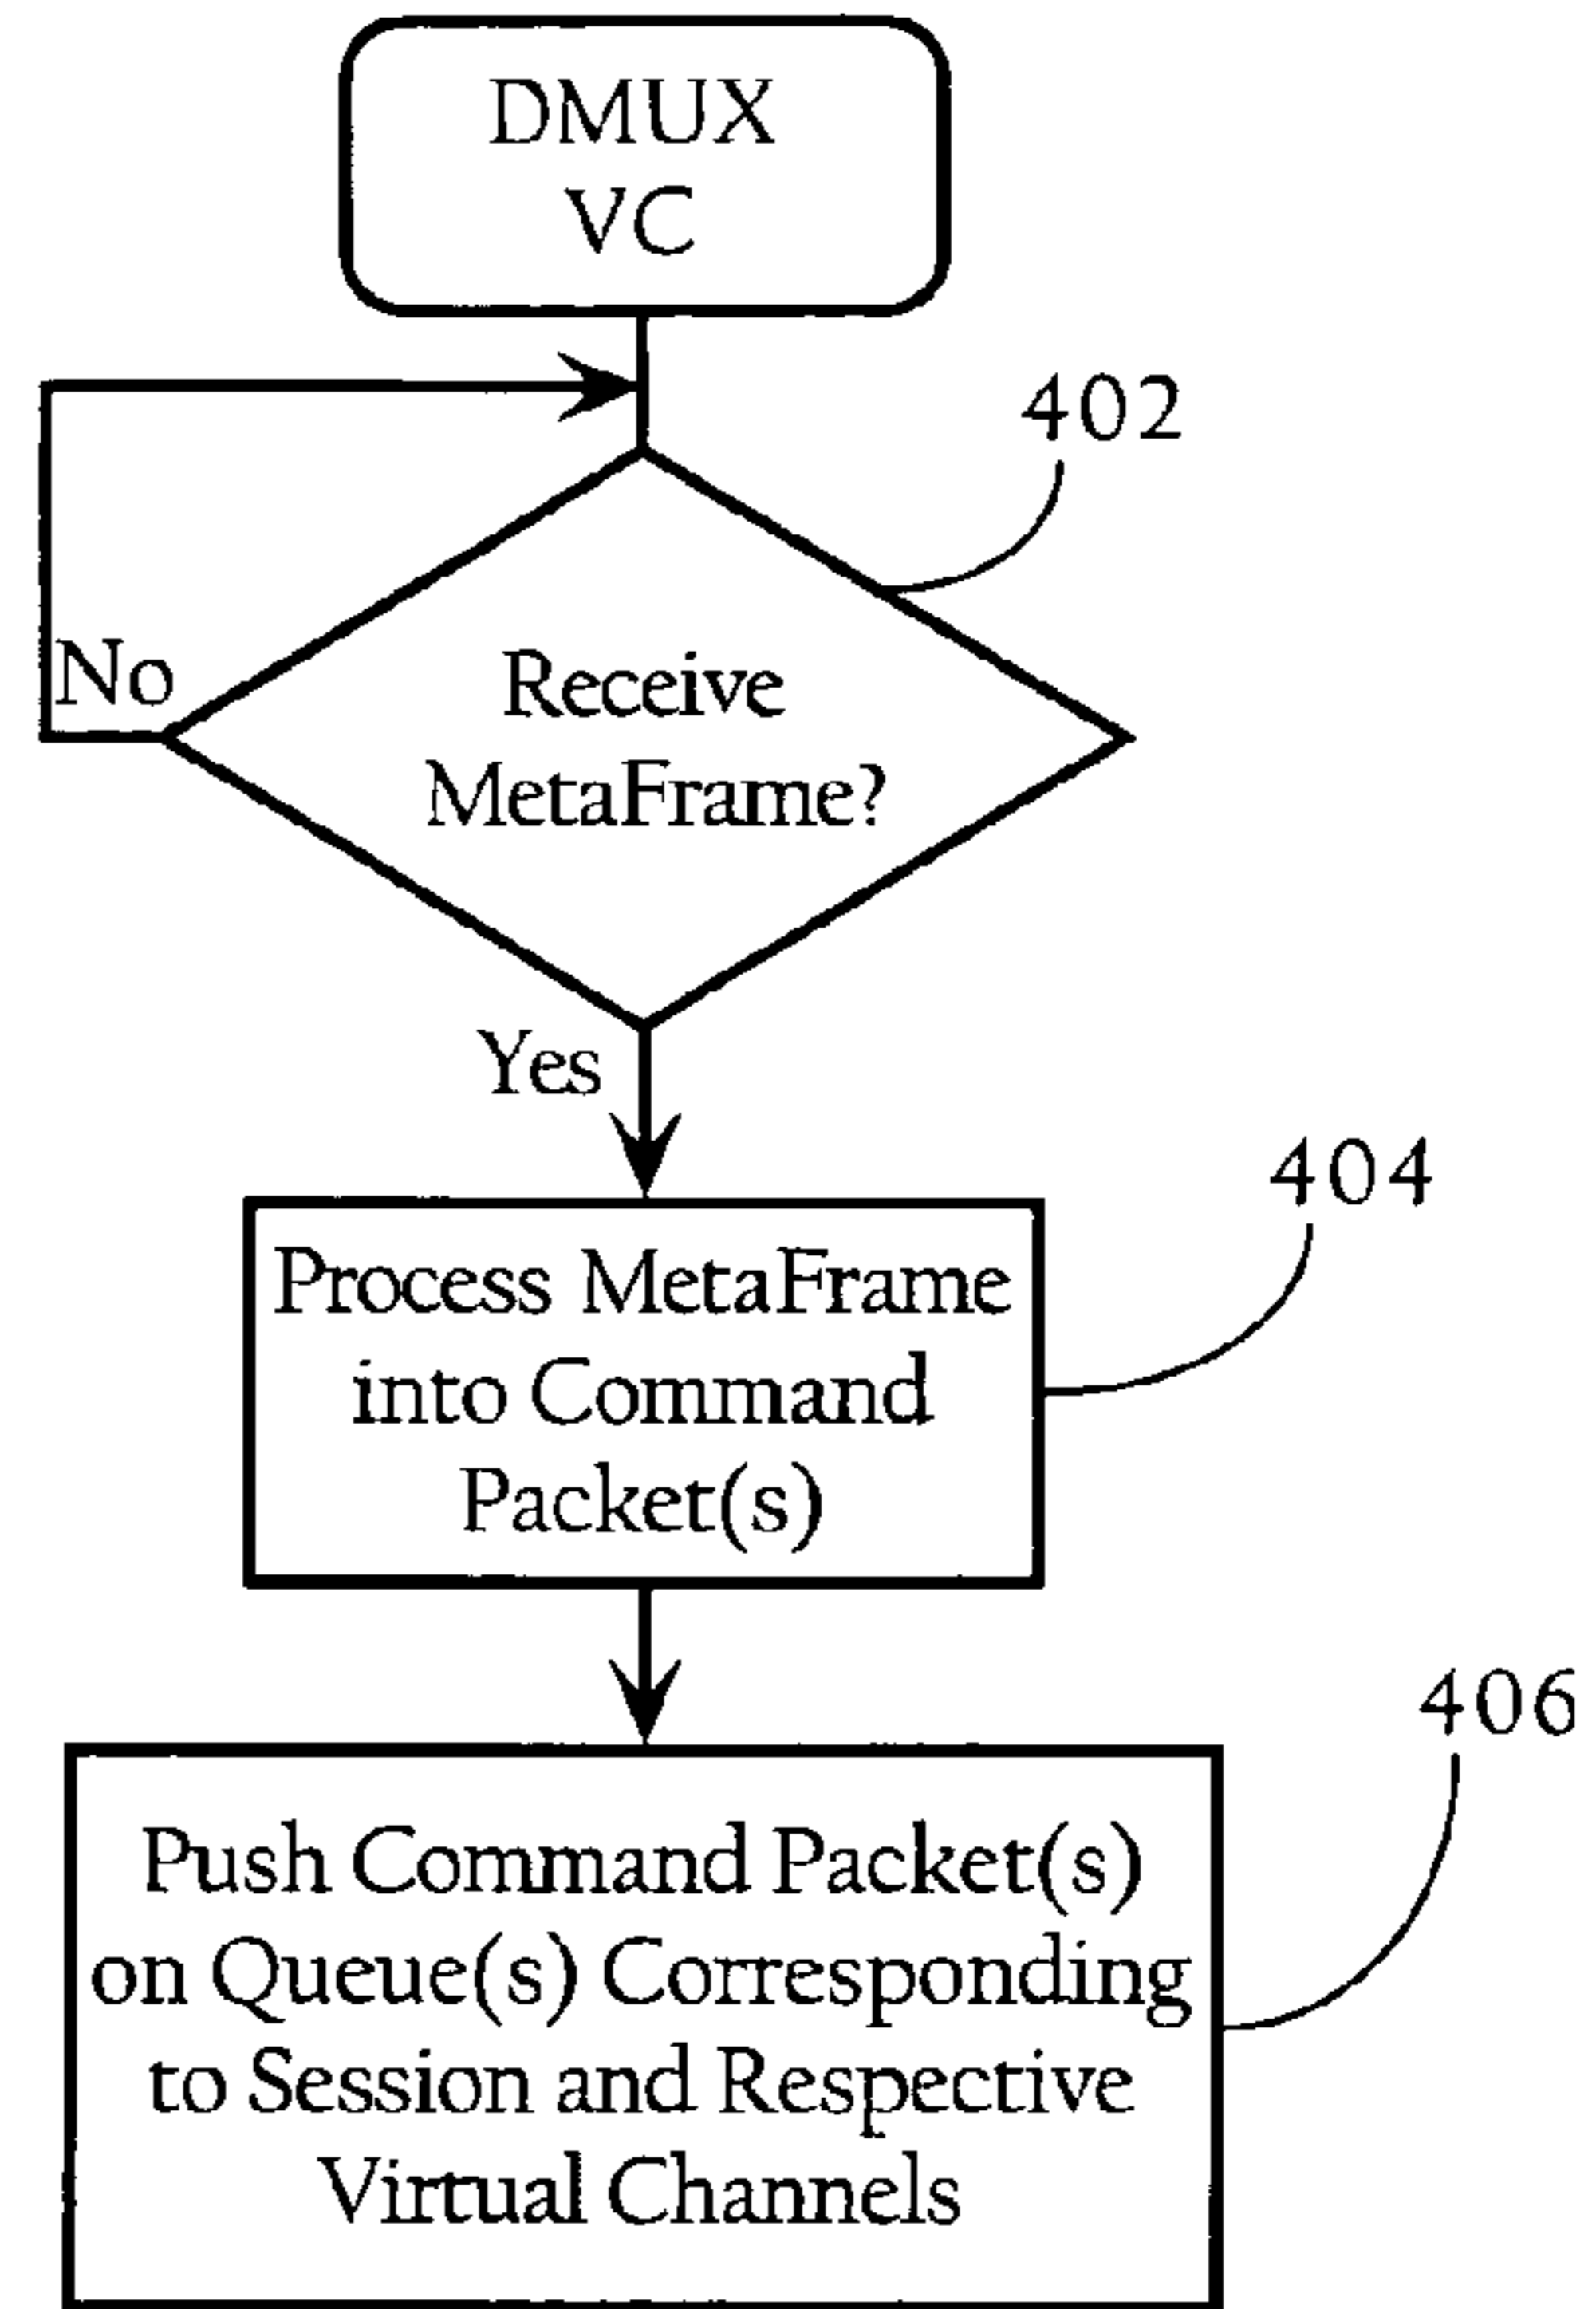 DMUX
VC
402
No
Receive
MetaFrame?
Yes
404
Process MetaFrame
into Command
Packet(s)
406
Push Command Packet(s)
on Queue(s) Corresponding
to Session and Respective
Virtual Channels